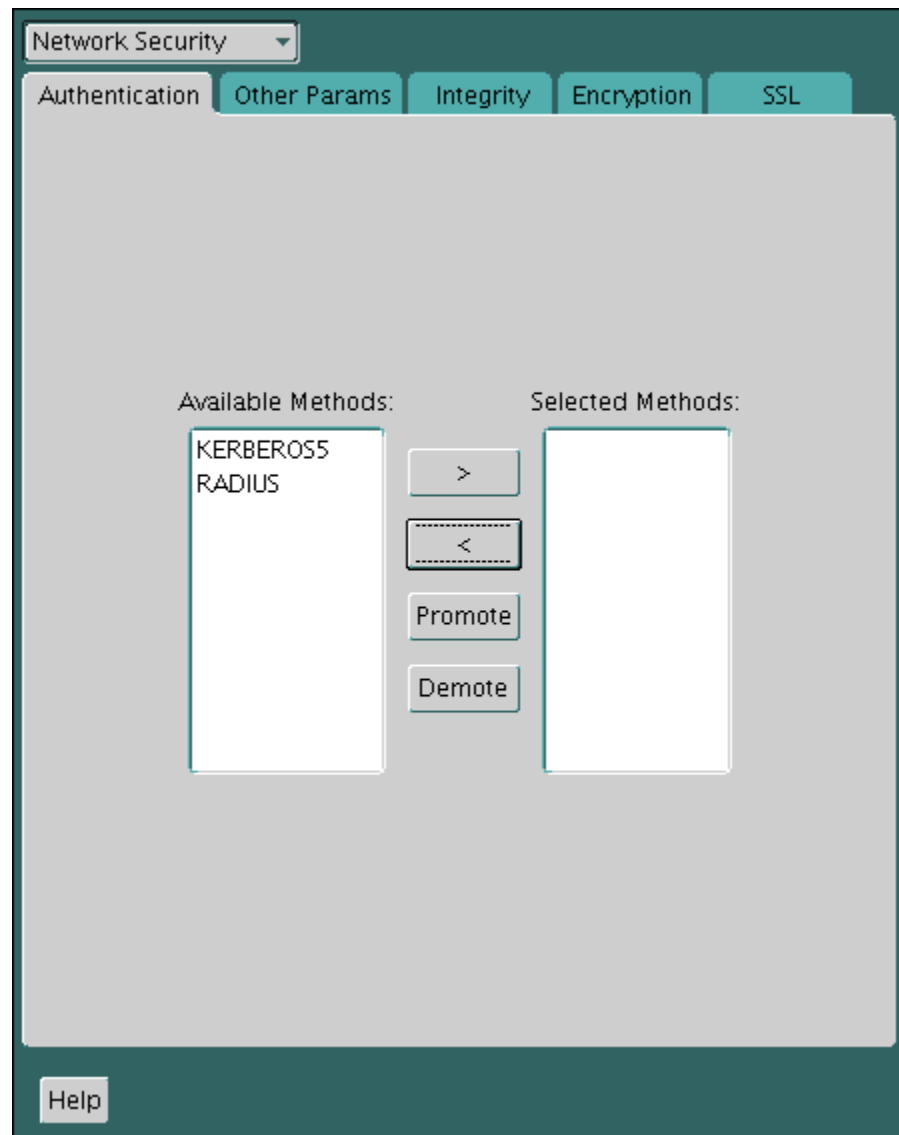 Network Security
Authentication Other Params Integrity Encryption SSL
Available Methods: Selected Methods:
KERBEROS5
RADIUS
>
<
Promote
Demote
Help